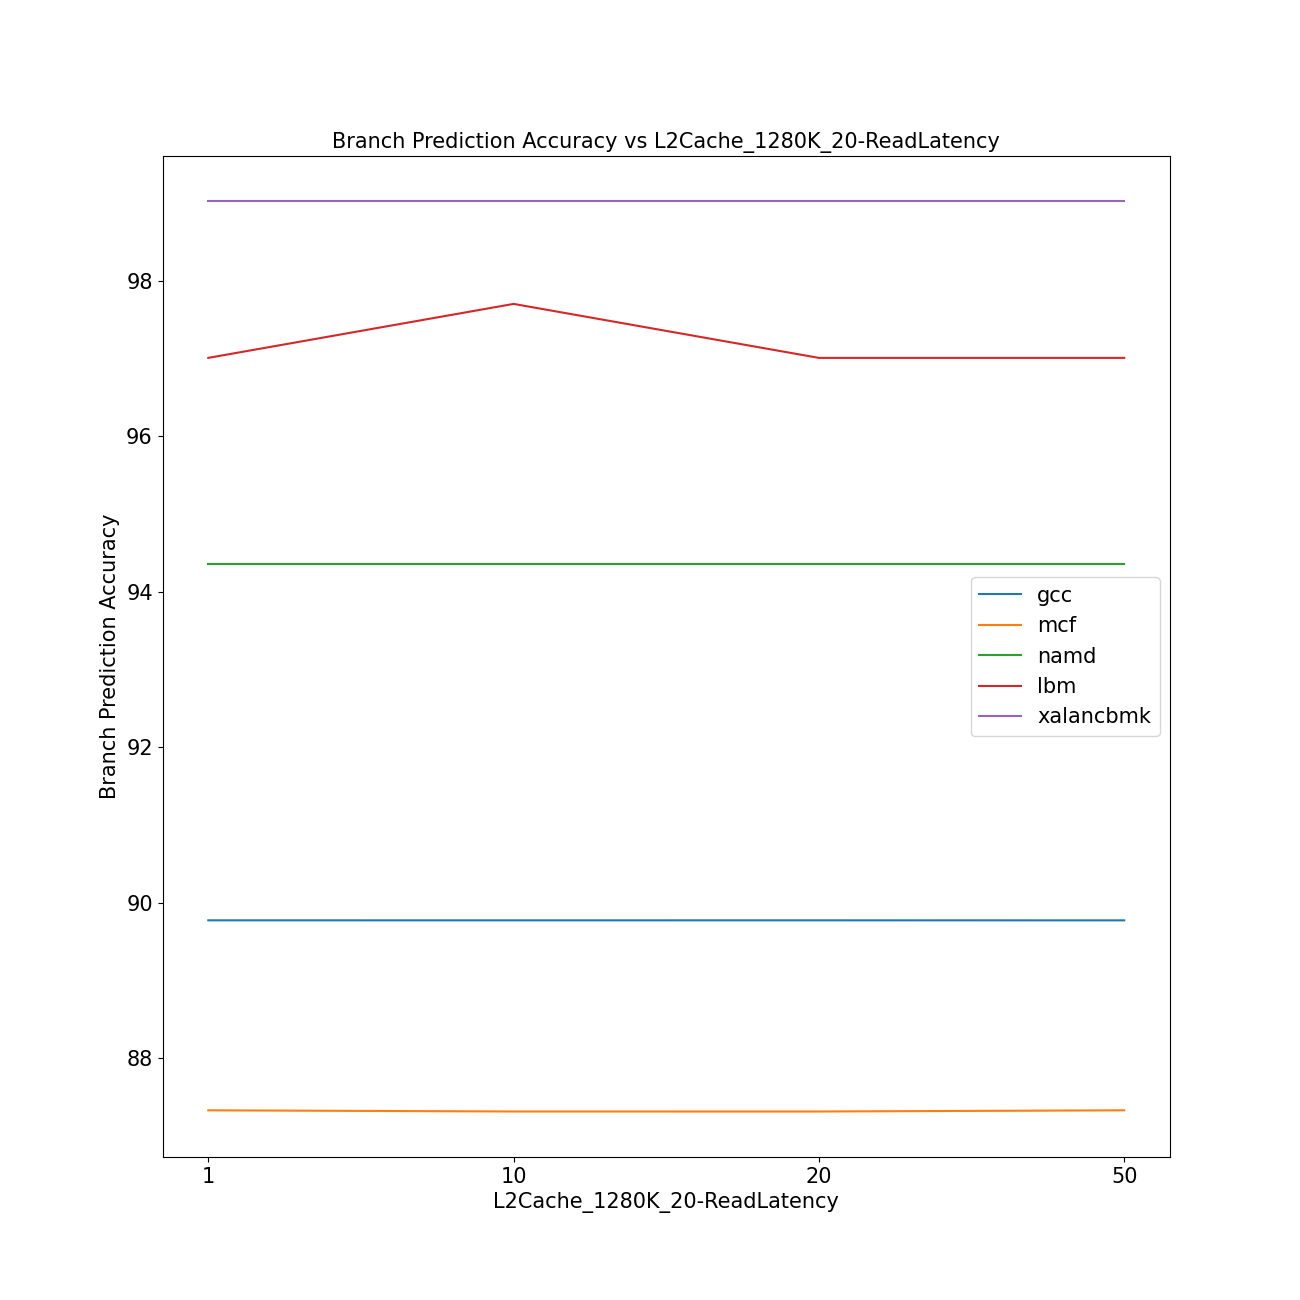 Branch Prediction Accuracy vs L2Cache_1280K_20-ReadLatency
Branch Prediction Accuracy
98
96
94
92
90
88
gcc
mcf
namd
lbm
xalancbmk
1 10 20 50
L2Cache_1280K_20-ReadLatency